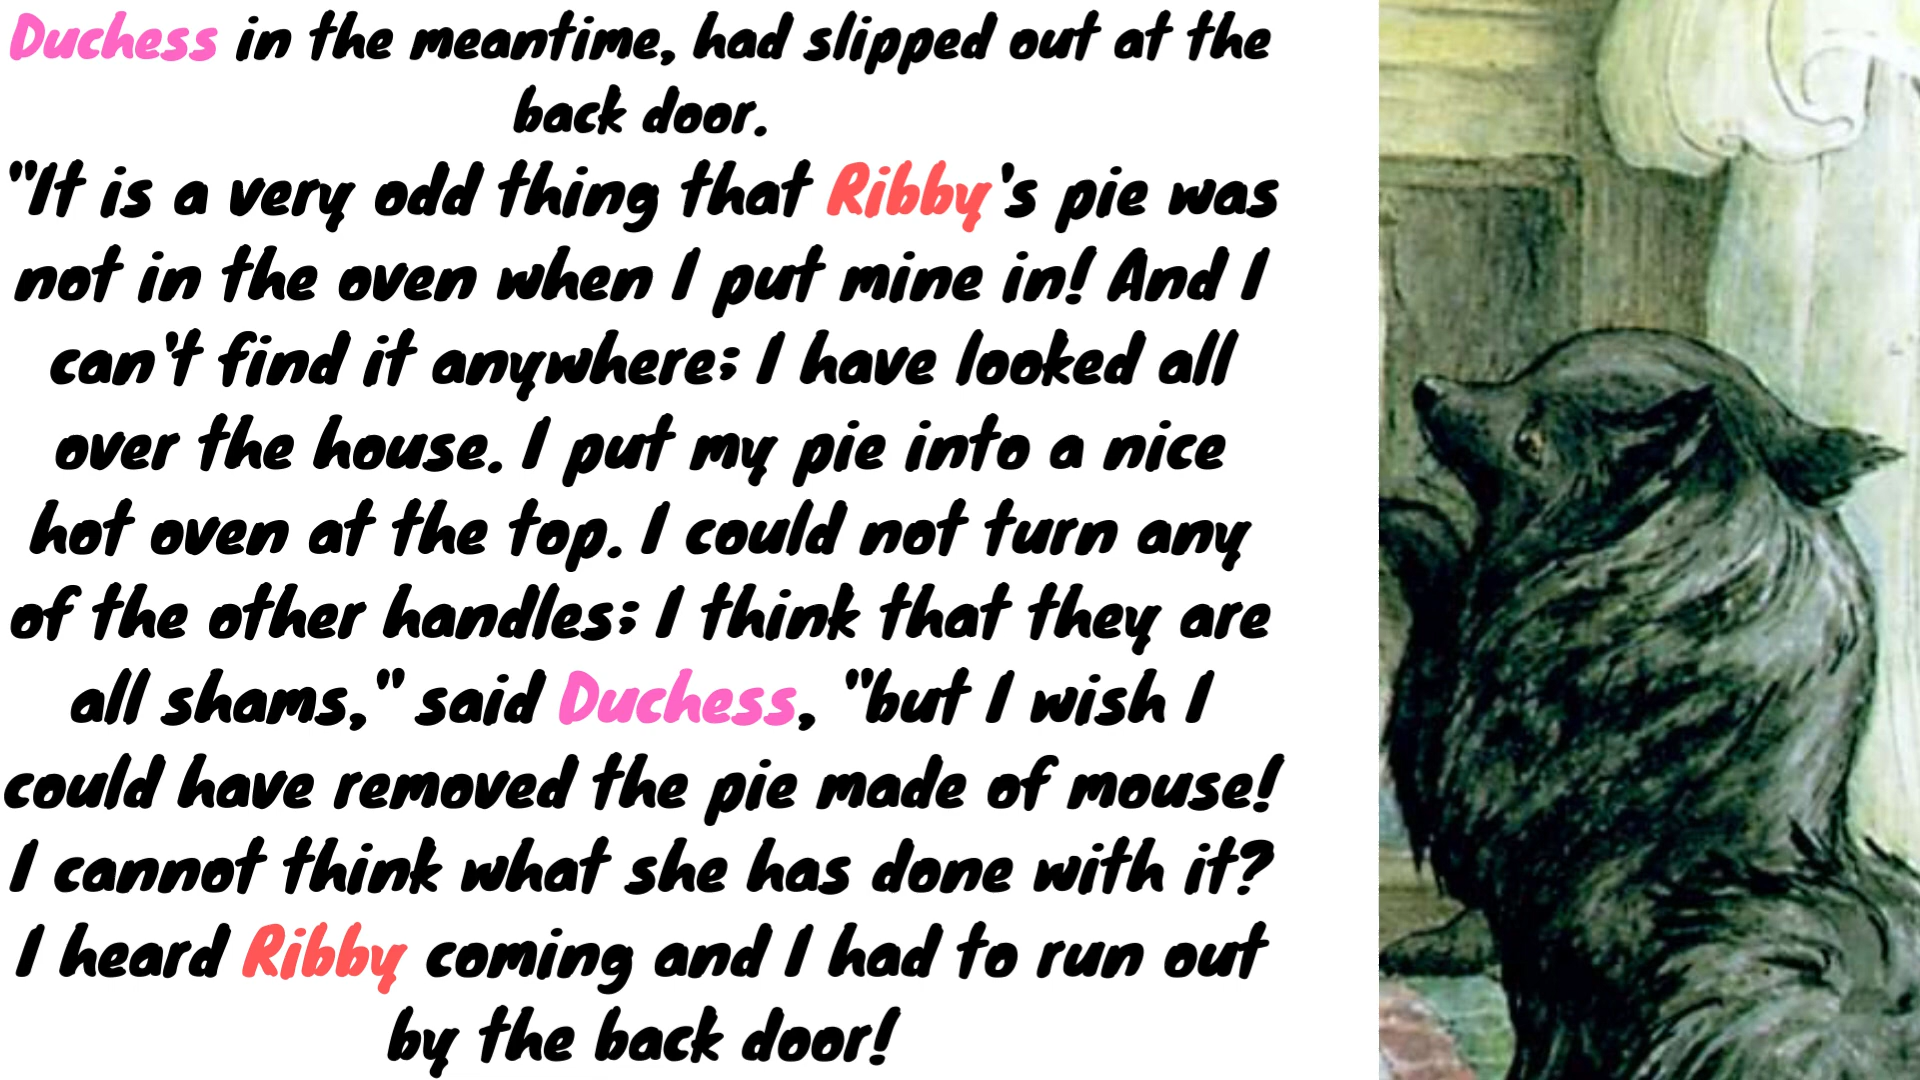 Duchess in the meantime, had slipped out at the
back door.
"It is a very odd thing that Ribby's pie was
not in the oven when I put mine in! And I
can't find it anywhere; I have looked all
over the house. I put my pie into a nice
hot oven at the top. I could not turn any
of the other handles; I think that they are
all shams," said Duchess, "but I wish I
could have removed the pie made of mouse!
I cannot think what she has done with it?
I heard Ribby coming and I had to run out
by the back door!